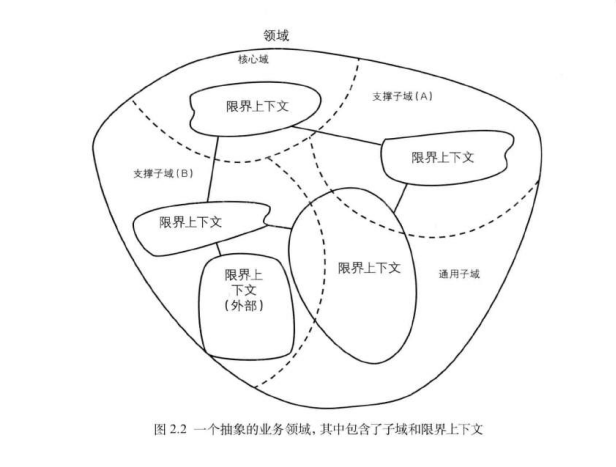 领域
核心域
限界上下文
支撑子域(A)
限界上下文
支撑子域(B)
限界上下文
限界上
下文
(外部)
限界上下文
通用子域
图 2.2 一个抽象的业务领域,其中包含了子域和限界上下文